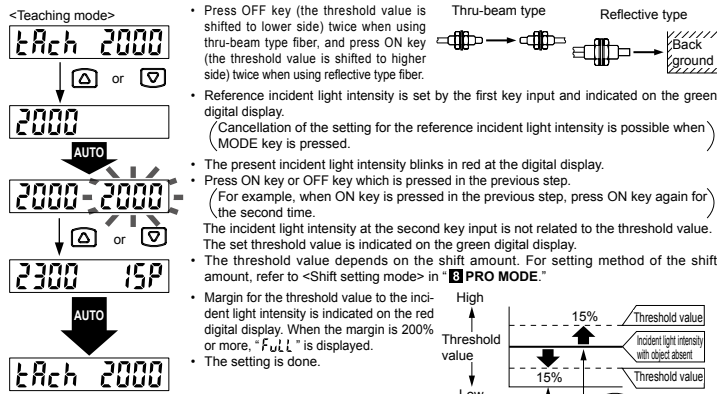 <Teaching mode>
tEAch 2000
or
2000
AUTO
2000 2000
or
2300 15P
AUTO
tEAch 2000
• Press OFF key (the threshold value is
shifted to lower side) twice when using
thru-beam type fiber, and press ON key
(the threshold value is shifted to higher
side) twice when using reflective type fiber.
Thru-beam type
Reflective type
Back
ground
• Reference incident light intensity is set by the first key input and indicated on the green
digital display.
(Cancellation of the setting for the reference incident light intensity is possible when
MODE key is pressed.)
• The present incident light intensity blinks in red at the digital display.
• Press ON key or OFF key which is pressed in the previous step.
(For example, when ON key is pressed in the previous step, press ON key again for
the second time.)
The incident light intensity at the second key input is not related to the threshold value.
The set threshold value is indicated on the green digital display.
• The threshold value depends on the shift amount. For setting method of the shift
amount, refer to <Shift setting mode> in “ 8 PRO MODE.”
• Margin for the threshold value to the inci-
dent light intensity is indicated on the red
digital display. When the margin is 200%
or more, “ FuLL ” is displayed.
• The setting is done.
High
Threshold
value
Low
15%
Threshold value
Incident light intensity
with object absent
15%
Threshold value